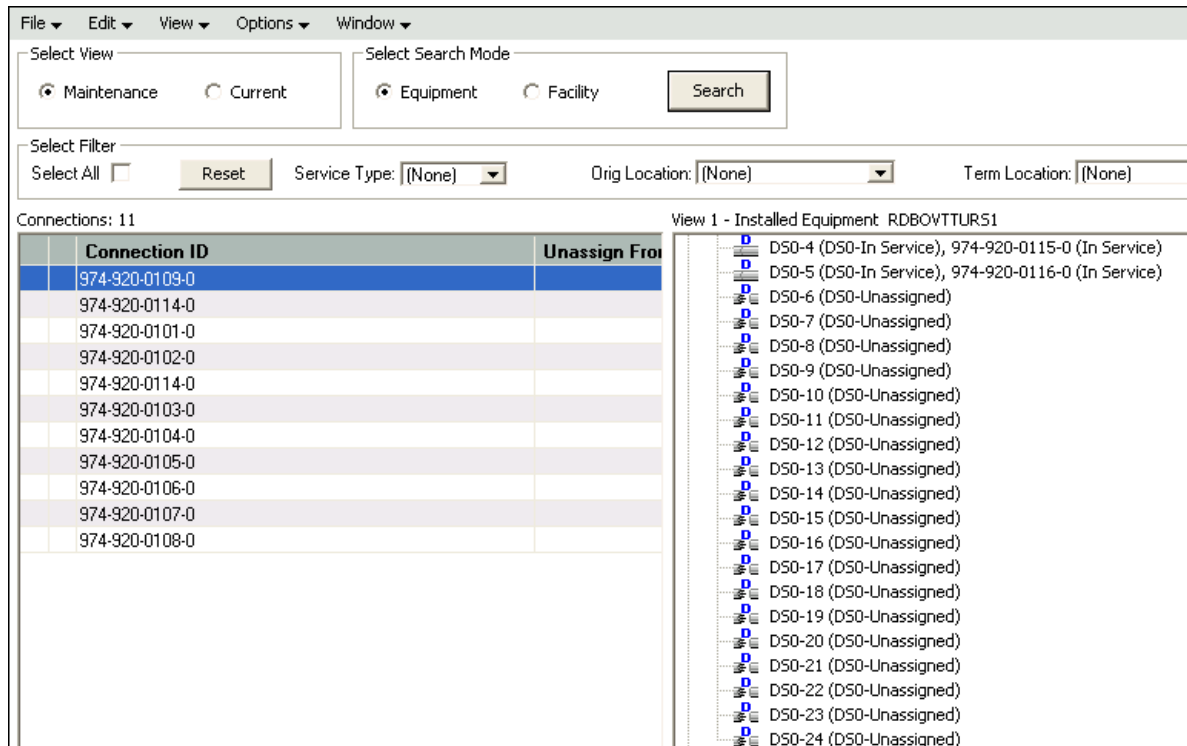 File Edit View Options Window
Select View
Maintenance Current
Select Search Mode
Equipment Facility Search
Select Filter
Select All Reset Service Type: (None) Orig Location: (None) Term Location: (None)
Connections: 11
Connection ID Unassign Fro
974-920-0109-0
974-920-0114-0
974-920-0101-0
974-920-0102-0
974-920-0114-0
974-920-0103-0
974-920-0104-0
974-920-0105-0
974-920-0106-0
974-920-0107-0
974-920-0108-0
View 1 - Installed Equipment RDBOVTTURS1
DS0-4 (DS0-In Service), 974-920-0115-0 (In Service)
DS0-5 (DS0-In Service), 974-920-0116-0 (In Service)
DS0-6 (DS0-Unassigned)
DS0-7 (DS0-Unassigned)
DS0-8 (DS0-Unassigned)
DS0-9 (DS0-Unassigned)
DS0-10 (DS0-Unassigned)
DS0-11 (DS0-Unassigned)
DS0-12 (DS0-Unassigned)
DS0-13 (DS0-Unassigned)
DS0-14 (DS0-Unassigned)
DS0-15 (DS0-Unassigned)
DS0-16 (DS0-Unassigned)
DS0-17 (DS0-Unassigned)
DS0-18 (DS0-Unassigned)
DS0-19 (DS0-Unassigned)
DS0-20 (DS0-Unassigned)
DS0-21 (DS0-Unassigned)
DS0-22 (DS0-Unassigned)
DS0-23 (DS0-Unassigned)
DS0-24 (DS0-Unassigned)